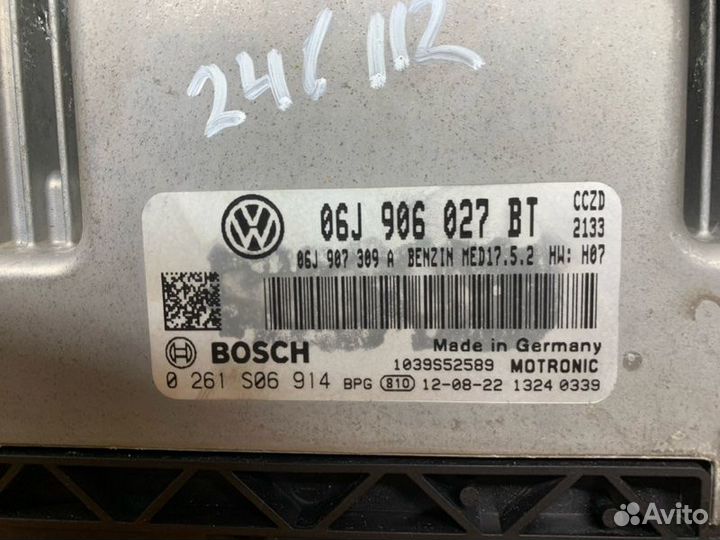 246 112
06J 906 027 BT CCZD
2133
06J 907 309 A BENZIN MED17.5.2 HW: H07
BOSCH
Made in Germany
1039S52589 MOTRONIC
0 261 S06 914 BPG 810 12-08-22 1324 0339
Avito